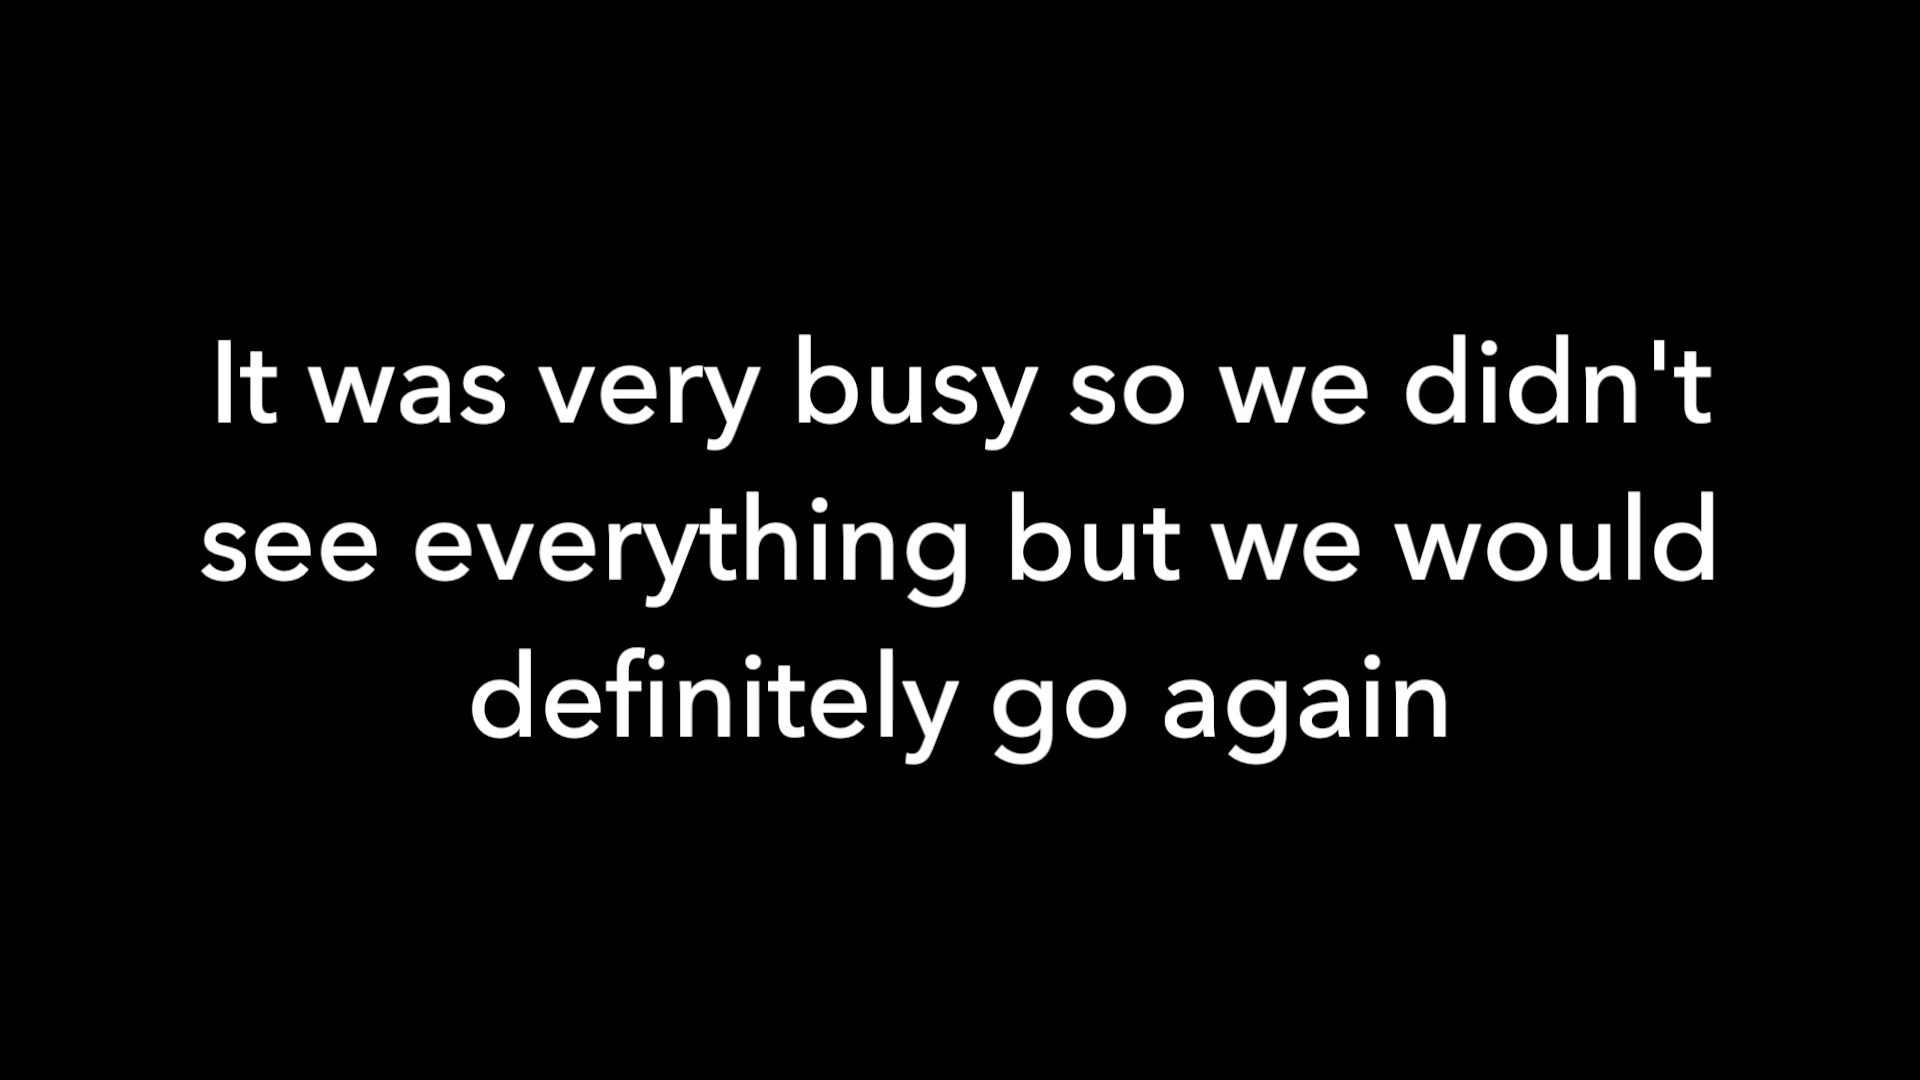 It was very busy so we didn't
see everything but we would
definitely go again